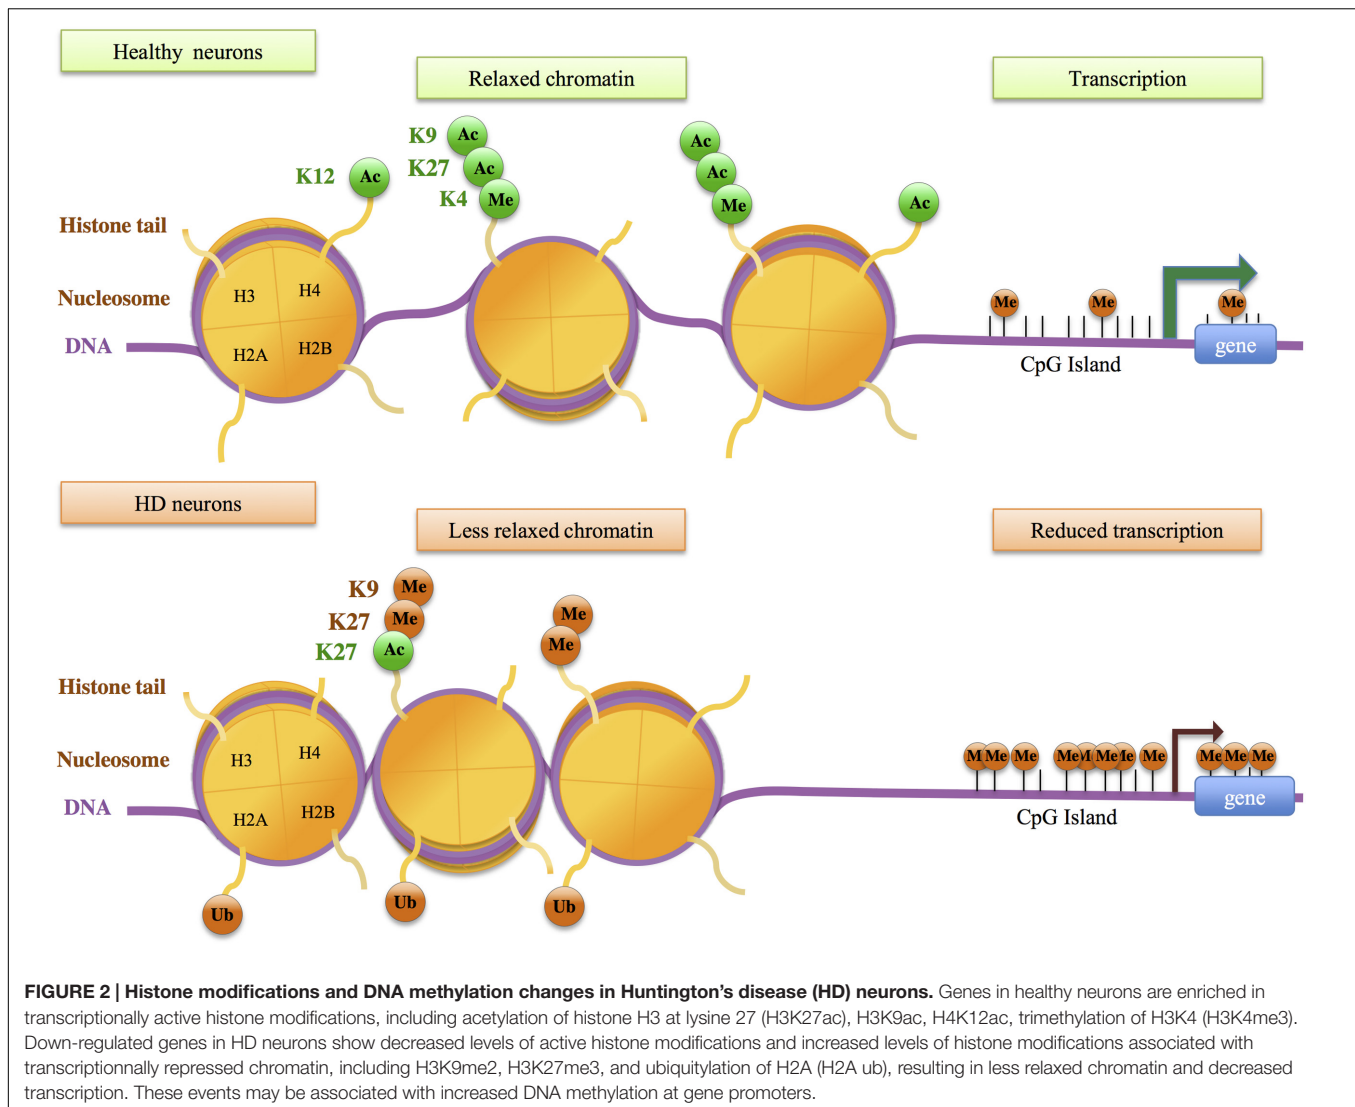 Healthy neurons
Relaxed chromatin
Transcription
K9 Ac
Ac
K27 Ac
Ac
K12 Ac
K4 Me
Me
Ac
Histone tail
Nucleosome
H3 H4
Me Me Me
DNA
H2A H2B
gene
CpG Island
HD neurons
Less relaxed chromatin
Reduced transcription
K9 Me
K27 Me
Me
K27 Ac
Me
Histone tail
Nucleosome
H3 H4
M Me Me Me M Me Me Me Me Me Me
DNA
H2A H2B
gene
CpG Island
Ub Ub Ub
FIGURE 2 | Histone modifications and DNA methylation changes in Huntington's disease (HD) neurons. Genes in healthy neurons are enriched in
transcriptionally active histone modifications, including acetylation of histone H3 at lysine 27 (H3K27ac), H3K9ac, H4K12ac, trimethylation of H3K4 (H3K4me3).
Down-regulated genes in HD neurons show decreased levels of active histone modifications and increased levels of histone modifications associated with
transcriptionnally repressed chromatin, including H3K9me2, H3K27me3, and ubiquitylation of H2A (H2A ub), resulting in less relaxed chromatin and decreased
transcription. These events may be associated with increased DNA methylation at gene promoters.